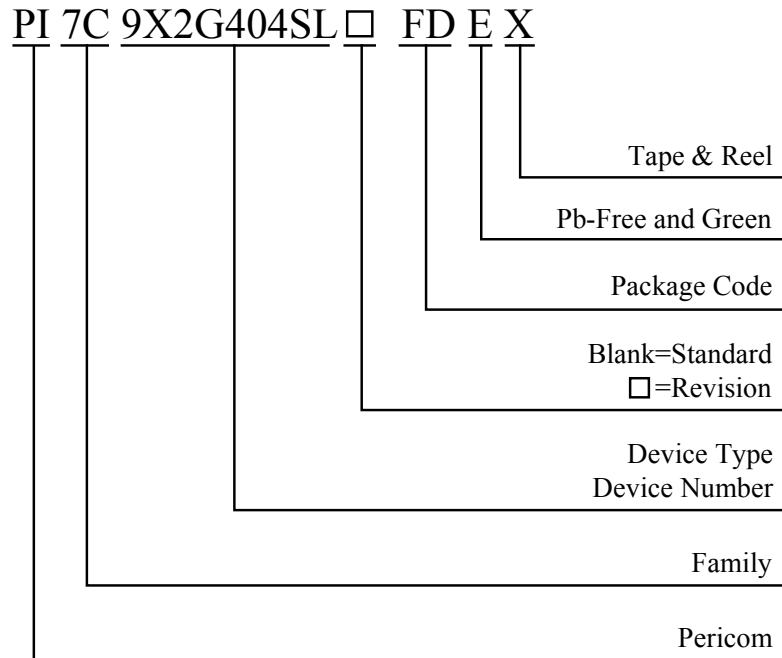 PI 7C 9X2G404SL □ FD E X
Tape & Reel
Pb-Free and Green
Package Code
Blank=Standard
□=Revision
Device Type
Device Number
Family
Pericom